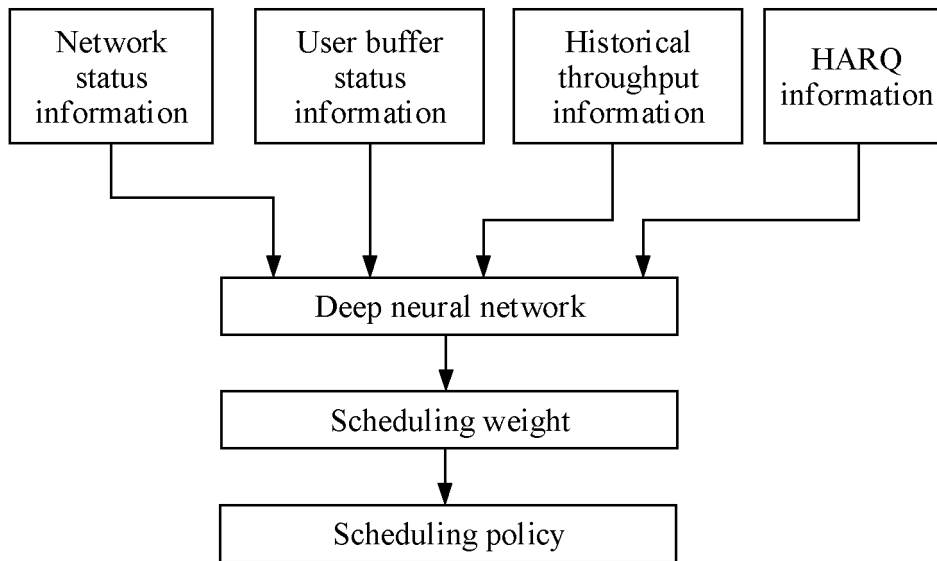 Network
status
information
User buffer
status
information
Historical
throughput
information
HARQ
information
Deep neural network
Scheduling weight
Scheduling policy